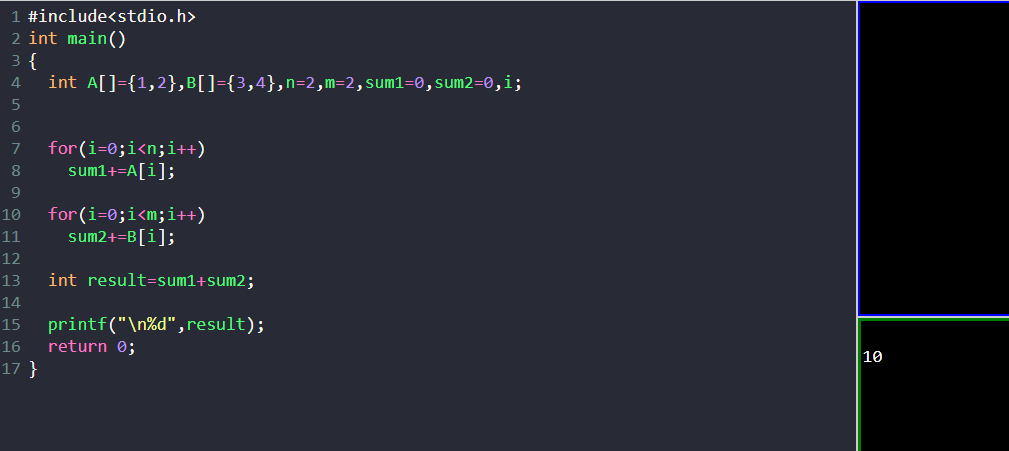 1 #include<stdio.h>
2 int main()
3 {
4   int A[]={1,2},B[]={3,4},n=2,m=2,sum1=0,sum2=0,i;
5
6
7   for(i=0;i<n;i++)
8     sum1+=A[i];
9
10   for(i=0;i<m;i++)
11     sum2+=B[i];
12
13   int result=sum1+sum2;
14
15   printf("\n%d",result);
16   return 0;
17 }
10